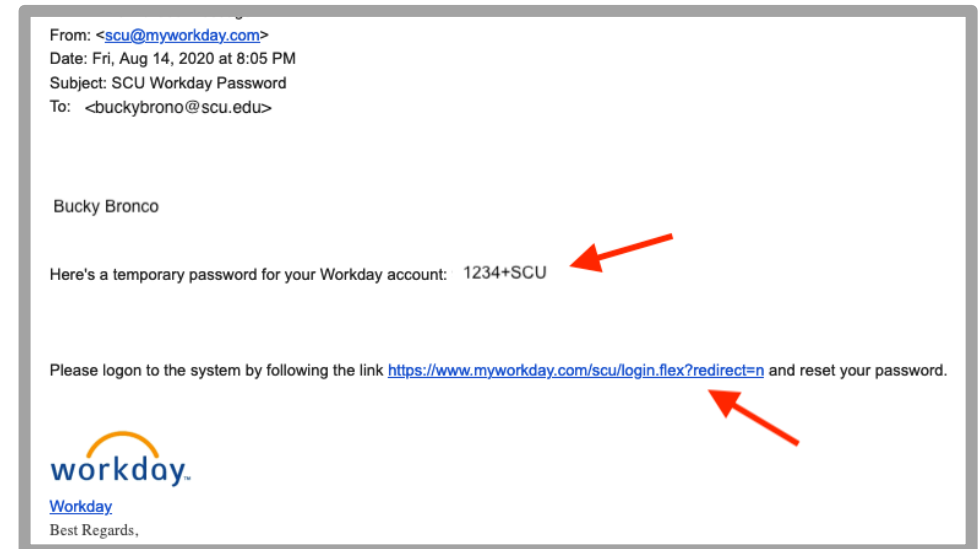 From: <scu@myworkday.com>
Date: Fri, Aug 14, 2020 at 8:05 PM
Subject: SCU Workday Password
To: <buckybrono@scu.edu>
Bucky Bronco
Here's a temporary password for your Workday account: 1234+SCU
Please logon to the system by following the link https://www.myworkday.com/scu/login.flex?redirect=n and reset your password.
workday™
Workday
Best Regards,